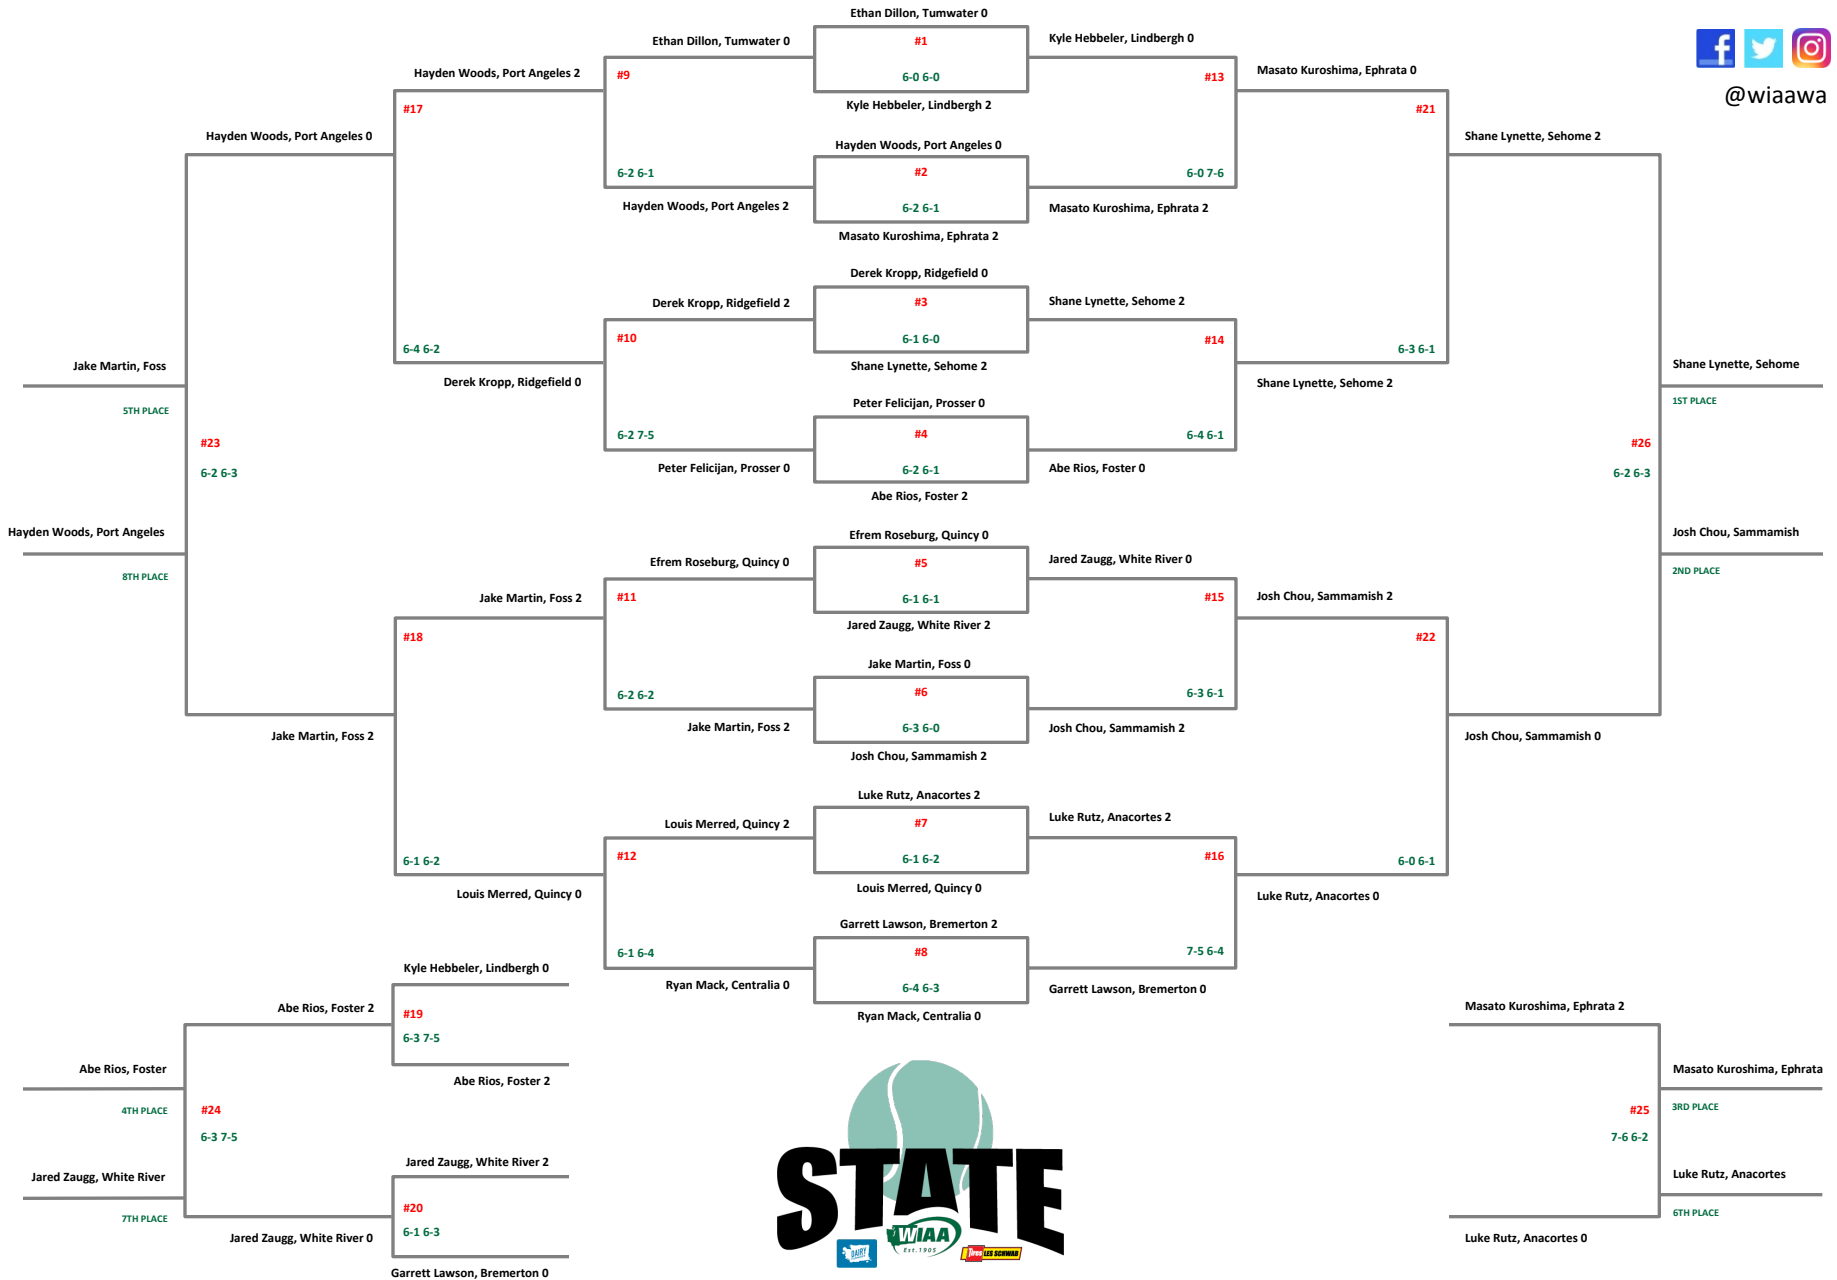 Ethan Dillon, Tumwater 0
Ethan Dillon, Tumwater 0
#1
Kyle Hebbeler, Lindbergh 0
Hayden Woods, Port Angeles 2
#9
6-0 6-0
#13
Masato Kuroshima, Ephrata 0
@wiaawa
#17
Kyle Hebbeler, Lindbergh 2
#21
Hayden Woods, Port Angeles 0
Hayden Woods, Port Angeles 0
Shane Lynette, Sehome 2
6-2 6-1
#2
6-0 7-6
Hayden Woods, Port Angeles 2
6-2 6-1
Masato Kuroshima, Ephrata 2
Masato Kuroshima, Ephrata 2
Derek Kropp, Ridgefield 0
Derek Kropp, Ridgefield 2
#3
Shane Lynette, Sehome 2
#10
6-1 6-0
#14
6-4 6-2
6-3 6-1
Jake Martin, Foss
Shane Lynette, Sehome 2
Shane Lynette, Sehome
Derek Kropp, Ridgefield 0
Shane Lynette, Sehome 2
5TH PLACE
Peter Felicijan, Prosser 0
1ST PLACE
#23
6-2 7-5
#4
6-4 6-1
#26
6-2 6-3
Peter Felicijan, Prosser 0
6-2 6-1
Abe Rios, Foster 0
6-2 6-3
Abe Rios, Foster 2
Hayden Woods, Port Angeles
Efrem Roseburg, Quincy 0
Josh Chou, Sammamish
Efrem Roseburg, Quincy 0
#5
Jared Zaugg, White River 0
8TH PLACE
2ND PLACE
Jake Martin, Foss 2
#11
6-1 6-1
#15
Josh Chou, Sammamish 2
#18
Jared Zaugg, White River 2
#22
Jake Martin, Foss 0
6-2 6-2
#6
6-3 6-1
Jake Martin, Foss 2
Jake Martin, Foss 2
6-3 6-0
Josh Chou, Sammamish 2
Josh Chou, Sammamish 0
Josh Chou, Sammamish 2
Luke Rutz, Anacortes 2
Louis Merred, Quincy 2
#7
Luke Rutz, Anacortes 2
6-1 6-2
#12
6-1 6-2
#16
6-0 6-1
Louis Merred, Quincy 0
Louis Merred, Quincy 0
Luke Rutz, Anacortes 0
Garrett Lawson, Bremerton 2
6-1 6-4
#8
7-5 6-4
Kyle Hebbeler, Lindbergh 0
Ryan Mack, Centralia 0
6-4 6-3
Garrett Lawson, Bremerton 0
Abe Rios, Foster 2
#19
Ryan Mack, Centralia 0
Masato Kuroshima, Ephrata 2
6-3 7-5
Abe Rios, Foster
Abe Rios, Foster 2
Masato Kuroshima, Ephrata
4TH PLACE
#24
#25
3RD PLACE
6-3 7-5
7-6 6-2
Jared Zaugg, White River
Jared Zaugg, White River 2
Luke Rutz, Anacortes
7TH PLACE
#20
6TH PLACE
Jared Zaugg, White River 0
6-1 6-3
Luke Rutz, Anacortes 0
Garrett Lawson, Bremerton 0
STATE
WIAA
Est. 1905
DAIRY
Tires LES SCHWAB